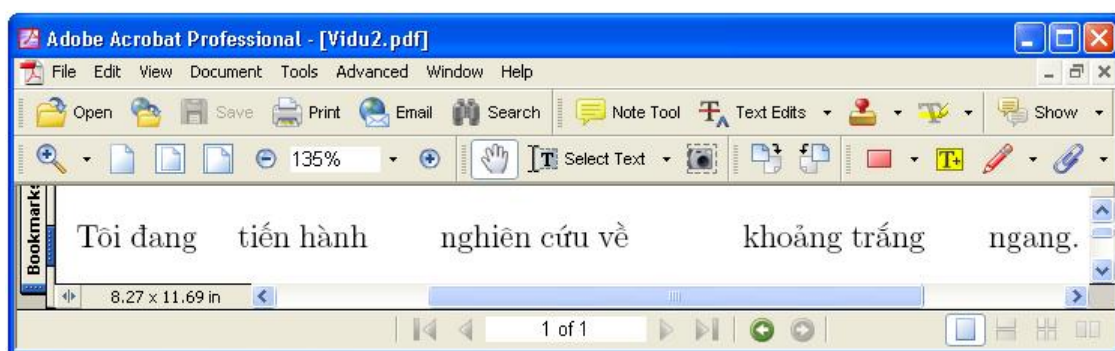 Adobe Acrobat Professional - [Vidu2.pdf]
File Edit View Document Tools Advanced Window Help
Open Save Print Email Search Note Tool Text Edits Show
135% Select Text
Bookmarks
Tôi đang tiến hành nghiên cứu về khoảng trắng ngang.
8.27 x 11.69 in
1 of 1